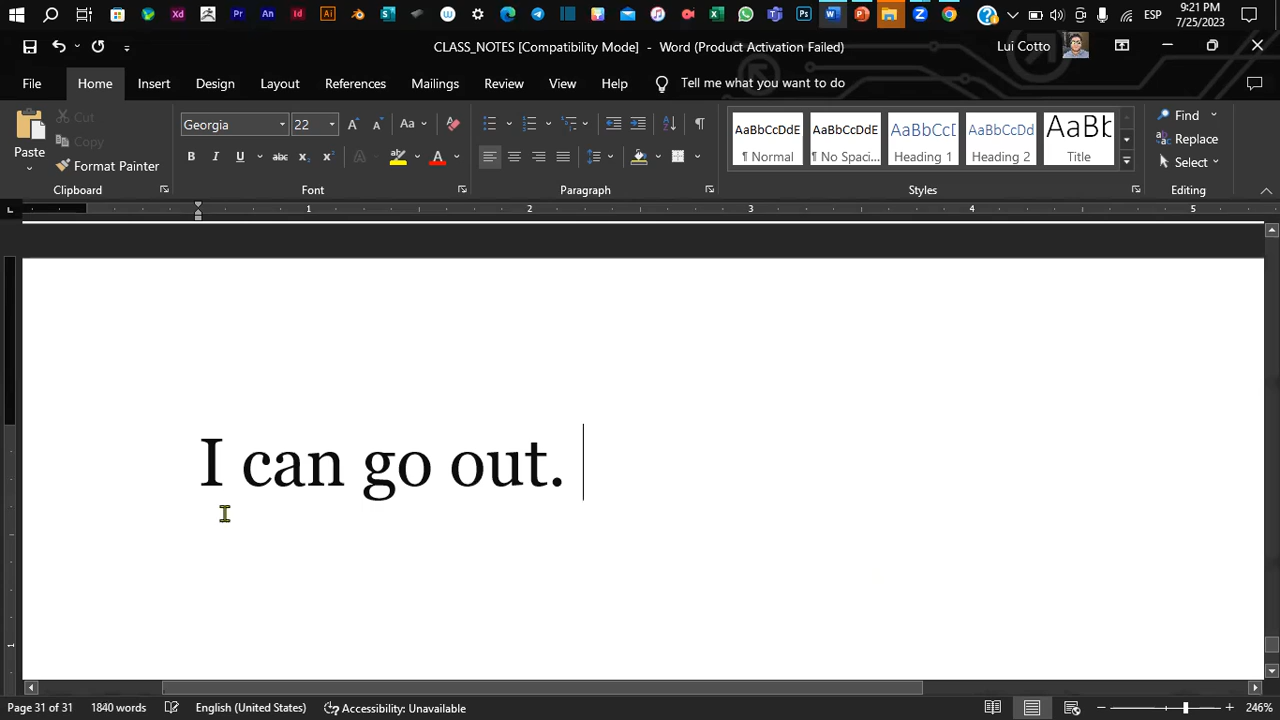 9:21 PM
ESP
7/25/2023
CLASS_NOTES [Compatibility Mode] - Word (Product Activation Failed)
Lui Cotto
File Home Insert Design Layout References Mailings Review View Help Tell me what you want to do
Cut
Copy
Paste
Format Painter
Georgia 22
AaBbCcDdE AaBbCcDdE AaBbC AaBbCcDd AaBb
¶ Normal ¶ No Spaci... Heading 1 Heading 2 Title
Find
Replace
Select
Clipboard Font Paragraph Styles Editing
1 2 3 4 5
I can go out.
1
Page 31 of 31 1840 words English (United States) Accessibility: Unavailable 246%